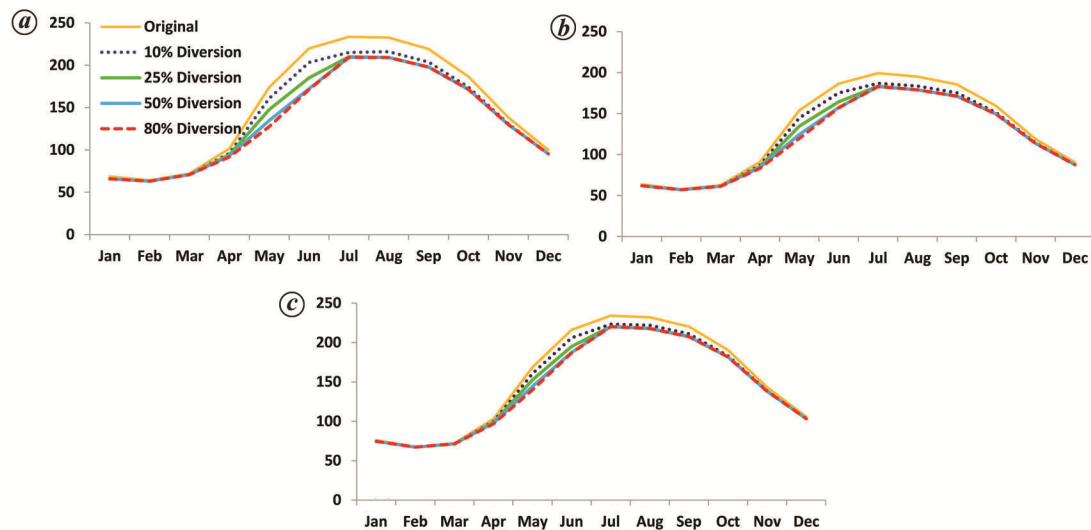 a
250
200
150
100
50
0
Original
10% Diversion
25% Diversion
50% Diversion
80% Diversion
Jan Feb Mar Apr May Jun Jul Aug Sep Oct Nov Dec
b
250
200
150
100
50
0
Jan Feb Mar Apr May Jun Jul Aug Sep Oct Nov Dec
c
250
200
150
100
50
0
Jan Feb Mar Apr May Jun Jul Aug Sep Oct Nov Dec